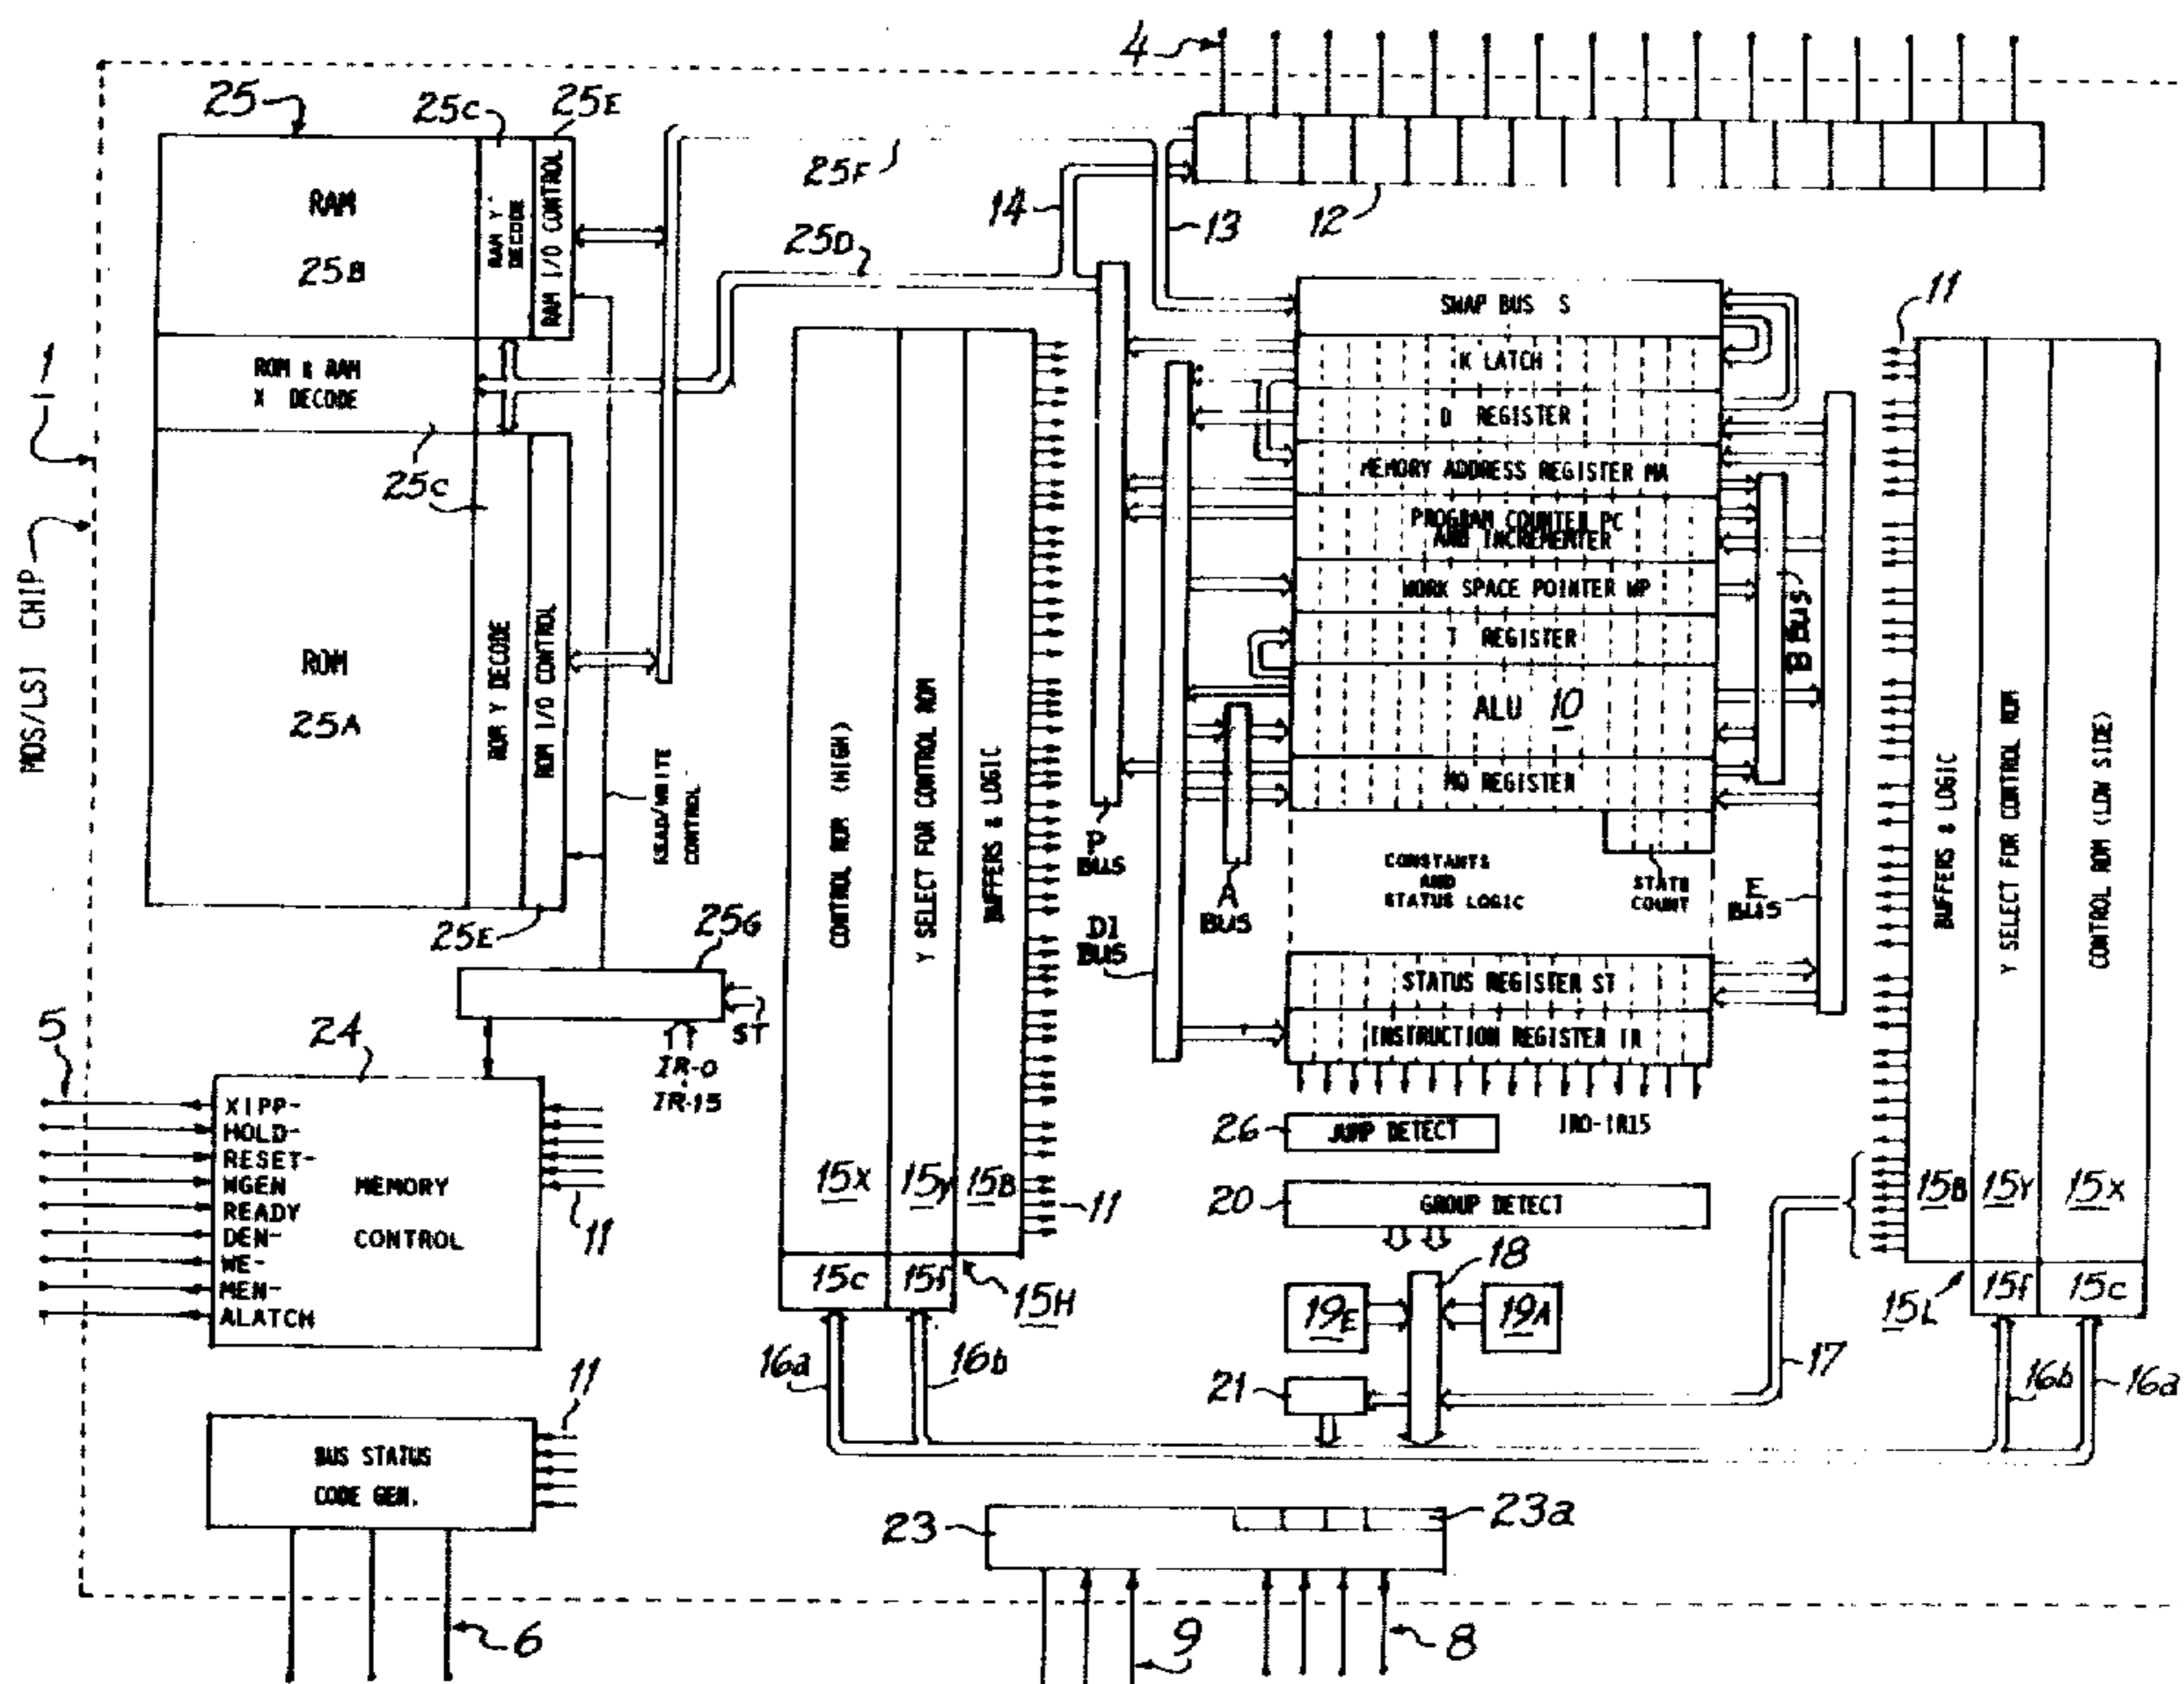 4
25
25C
25E
RAM
25B
RAM Y
DECODE
RAM I/O CONTROL
25F
14
13
12
25D
11
ROM & RAM
X DECODE
25C
1
MOS/LSI CHIP
ROM
25A
ROM Y DECODE
ROM I/O CONTROL
25E
READ/WRITE
CONTROL
25G
ST
IR-0
IR-15
SWAP BUS S
K LATCH
D REGISTER
MEMORY ADDRESS REGISTER MA
PROGRAM COUNTER PC
AND INCREMENTER
WORK SPACE POINTER WP
T REGISTER
ALU 10
MQ REGISTER
CONSTANTS
AND
STATUS LOGIC
STATE
COUNT
STATUS REGISTER ST
INSTRUCTION REGISTER IR
IR0-IR15
P
BUS
A
BUS
DI
BUS
B BUS
E
BUS
CONTROL ROM (HIGH)
Y SELECT FOR CONTROL ROM
BUFFERS & LOGIC
15X
15Y
15B
11
15C
15f
15H
16a
16b
BUFFERS & LOGIC
Y SELECT FOR CONTROL ROM
CONTROL ROM (LOW SIDE)
15B
15Y
15X
15L
15f
15C
17
16b
16a
26
JUMP DETECT
20
GROUP DETECT
18
19E
19A
21
5
24
XIPP-
HOLD-
RESET-
WGEN
READY
DEN-
WE-
MEN-
ALATCH
MEMORY
CONTROL
11
11
BUS STATUS
CODE GEN.
6
23
23a
9
8